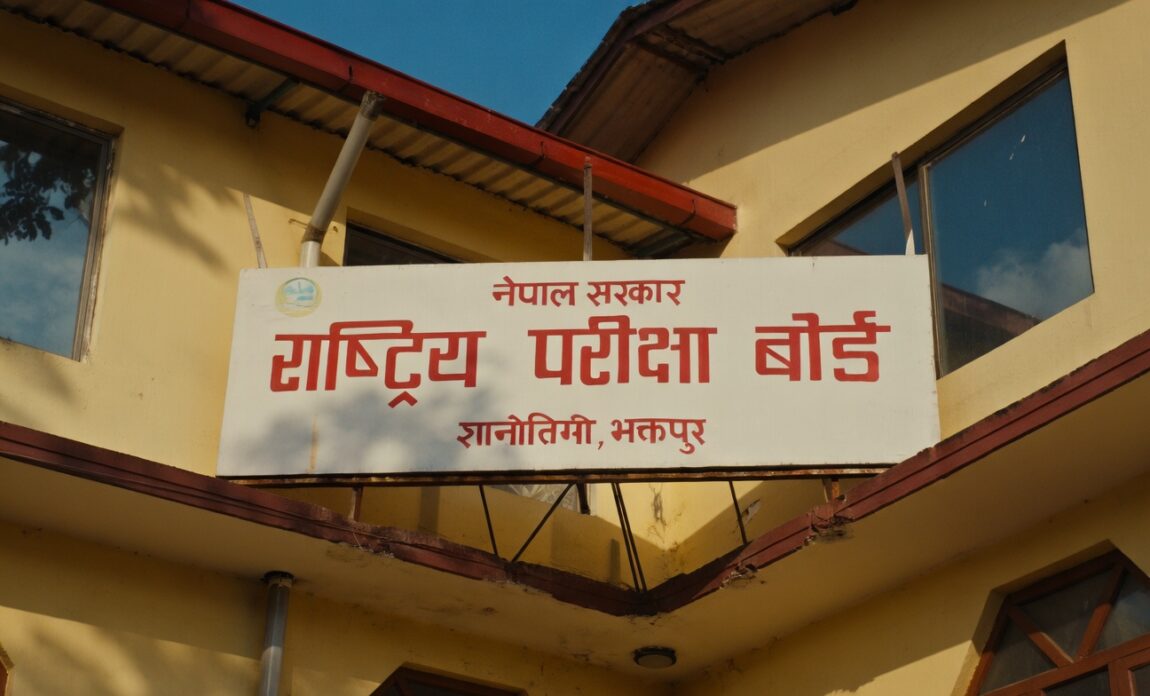 नेपाल सरकार
राष्ट्रिय परीक्षा बोर्ड
शानोतिमी, भक्तपुर